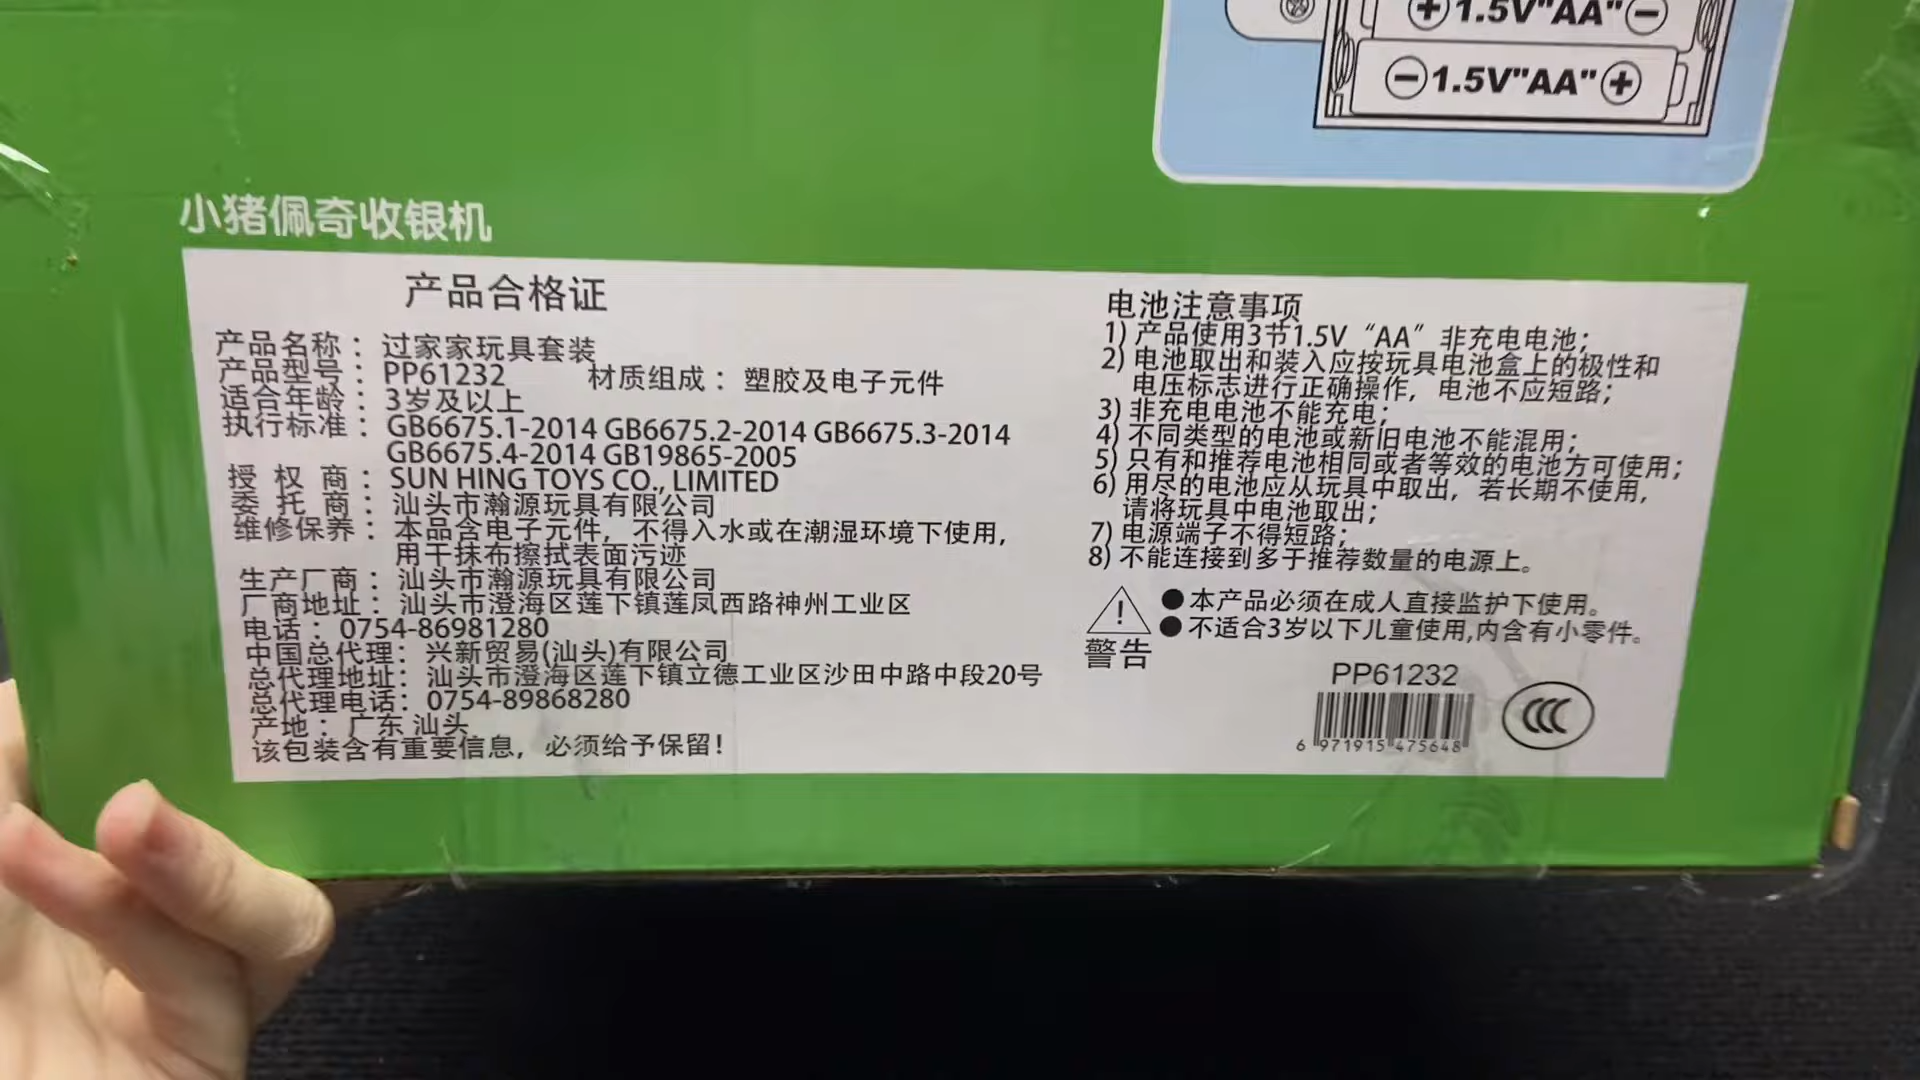 +1.5V"AA"−
−1.5V"AA"+
小猪佩奇收银机
产品合格证
产品名称：过家家玩具套装
产品型号：PP61232 材质组成：塑胶及电子元件
适合年龄：3岁及以上
执行标准：GB6675.1-2014 GB6675.2-2014 GB6675.3-2014
GB6675.4-2014 GB19865-2005
授 权 商：SUN HING TOYS CO., LIMITED
委 托 商：汕头市瀚源玩具有限公司
维修保养：本品含电子元件，不得入水或在潮湿环境下使用，
用干抹布擦拭表面污迹
生产厂商：汕头市瀚源玩具有限公司
厂商地址：汕头市澄海区莲下镇莲凤西路神州工业区
电话：0754-86981280
中国总代理：兴新贸易(汕头)有限公司
总代理地址：汕头市澄海区莲下镇立德工业区沙田中路中段20号
总代理电话：0754-89868280
产地：广东 汕头
该包装含有重要信息，必须给予保留！
电池注意事项
1) 产品使用3节1.5V“AA”非充电电池；
2) 电池取出和装入应按玩具电池盒上的极性和
电压标志进行正确操作，电池不应短路；
3) 非充电电池不能充电；
4) 不同类型的电池或新旧电池不能混用；
5) 只有和推荐电池相同或者等效的电池方可使用；
6) 用尽的电池应从玩具中取出，若长期不使用，
请将玩具中电池取出；
7) 电源端子不得短路；
8) 不能连接到多于推荐数量的电源上。
! 警告
●本产品必须在成人直接监护下使用。
●不适合3岁以下儿童使用,内含有小零件。
PP61232
6 971915 475648
CCC